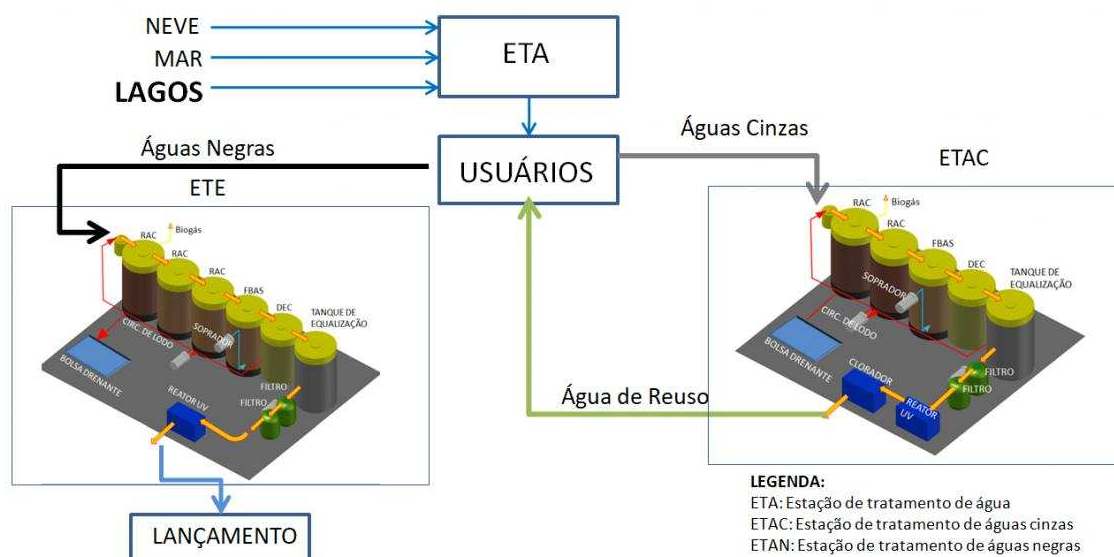 NEVE
MAR
LAGOS
ETA
USUÁRIOS
Águas Negras
ETE
RAC
Biogás
RAC
RAC
FBAS
DEC
TANQUE DE
EQUALIZAÇÃO
CIRC. DE LODO
SOPRADOR
BOLSA DRENANTE
FILTRO
FILTRO
REATOR UV
LANÇAMENTO
Águas Cinzas
ETAC
RAC
Biogás
RAC
FBAS
DEC
TANQUE DE
EQUALIZAÇÃO
SOPRADOR
CIRC. DE LODO
BOLSA DRENANTE
CLORADOR
FILTRO
FILTRO
REATOR
UV
Água de Reuso
LEGENDA:
ETA: Estação de tratamento de água
ETAC: Estação de tratamento de águas cinzas
ETAN: Estação de tratamento de águas negras